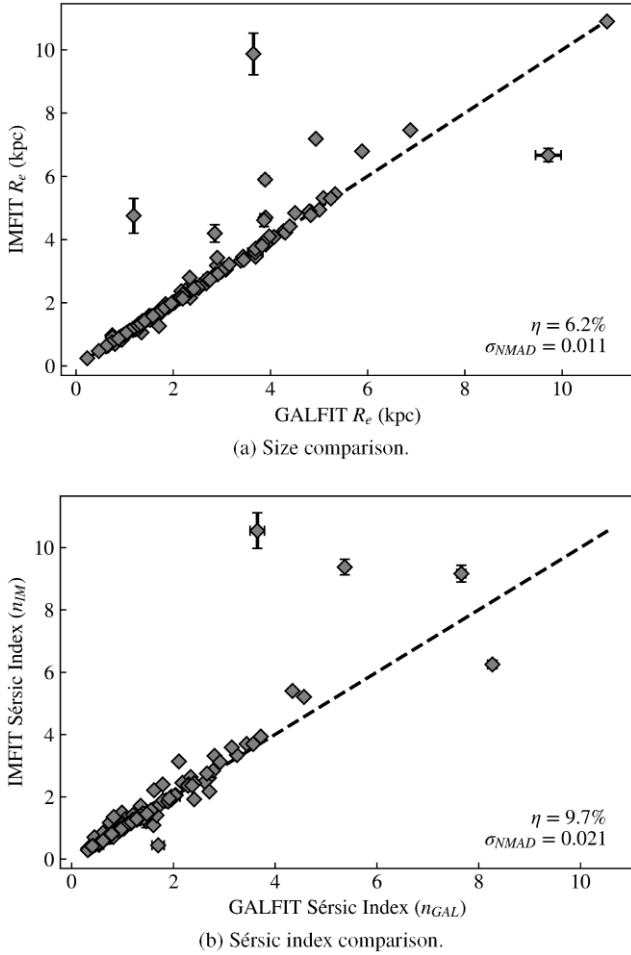 10
8
6
4
2
0
IMFIT Rₑ (kpc)
η = 6.2%
σNMAD = 0.011
0 2 4 6 8 10
GALFIT Rₑ (kpc)
(a) Size comparison.
10
8
6
4
2
0
IMFIT Sérsic Index (nIM)
η = 9.7%
σNMAD = 0.021
0 2 4 6 8 10
GALFIT Sérsic Index (nGAL)
(b) Sérsic index comparison.